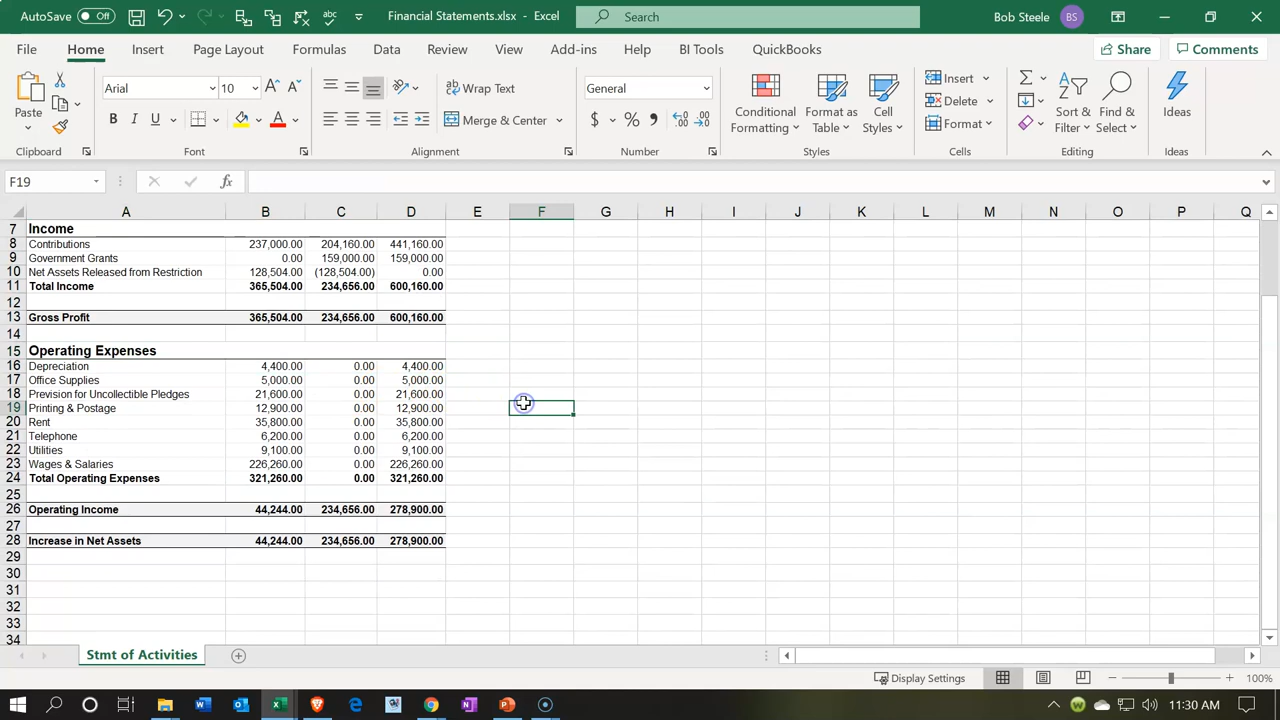 AutoSave Off Financial Statements.xlsx - Excel Search Bob Steele BS
File Home Insert Page Layout Formulas Data Review View Add-ins Help BI Tools QuickBooks Share Comments
Paste Arial 10 Wrap Text General Insert
B I U Merge & Center $ % Conditional Formatting Format as Table Cell Styles Delete Format Sort & Filter Find & Select Ideas
Clipboard Font Alignment Number Styles Cells Editing Ideas
F19 fx
A B C D E F G H I J K L M N O P Q
7 Income
8 Contributions 237,000.00 204,160.00 441,160.00
9 Government Grants 0.00 159,000.00 159,000.00
10 Net Assets Released from Restriction 128,504.00 (128,504.00) 0.00
11 Total Income 365,504.00 234,656.00 600,160.00
12
13 Gross Profit 365,504.00 234,656.00 600,160.00
14
15 Operating Expenses
16 Depreciation 4,400.00 0.00 4,400.00
17 Office Supplies 5,000.00 0.00 5,000.00
18 Prevision for Uncollectible Pledges 21,600.00 0.00 21,600.00
19 Printing & Postage 12,900.00 0.00 12,900.00
20 Rent 35,800.00 0.00 35,800.00
21 Telephone 6,200.00 0.00 6,200.00
22 Utilities 9,100.00 0.00 9,100.00
23 Wages & Salaries 226,260.00 0.00 226,260.00
24 Total Operating Expenses 321,260.00 0.00 321,260.00
25
26 Operating Income 44,244.00 234,656.00 278,900.00
27
28 Increase in Net Assets 44,244.00 234,656.00 278,900.00
29
30
31
32
33
34
Stmt of Activities
Display Settings 100%
11:30 AM